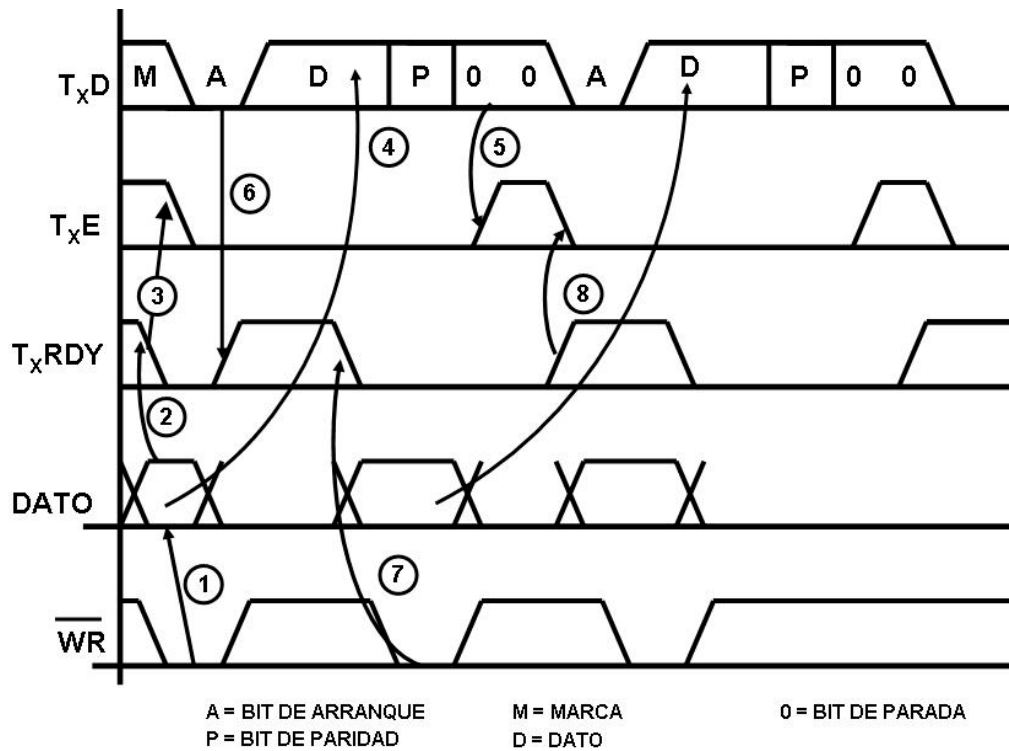 M A D P 0 0 A D P 0 0
TXD
4
5
6
TXE
3
8
TXRDY
2
DATO
1
7
WR
A = BIT DE ARRANQUE M = MARCA 0 = BIT DE PARADA
P = BIT DE PARIDAD D = DATO